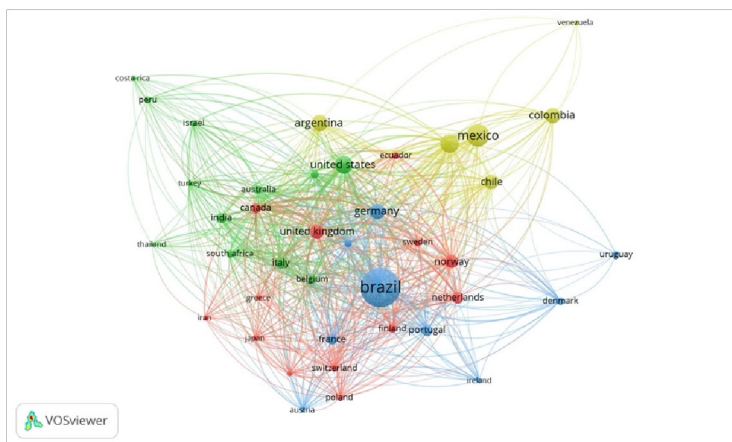 venezuela
costa rica
peru
colombia
israel
argentina
mexico
ecuador
united states
turkey
australia
chile
canada
germany
india
united kingdom
thailand
south africa
sweden
uruguay
italy
norway
belgium
brazil
greece
netherlands
denmark
iran
finland
portugal
japan
france
switzerland
ireland
poland
austria
VOSviewer